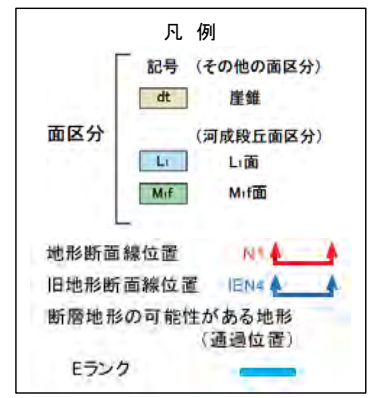 凡 例
記号 (その他の面区分)
dt 崖錐
面区分 (河成段丘面区分)
L1 L1面
M1f M1f面
地形断面線位置 N1
旧地形断面線位置 IEN4
断層地形の可能性がある地形
(通過位置)
Eランク